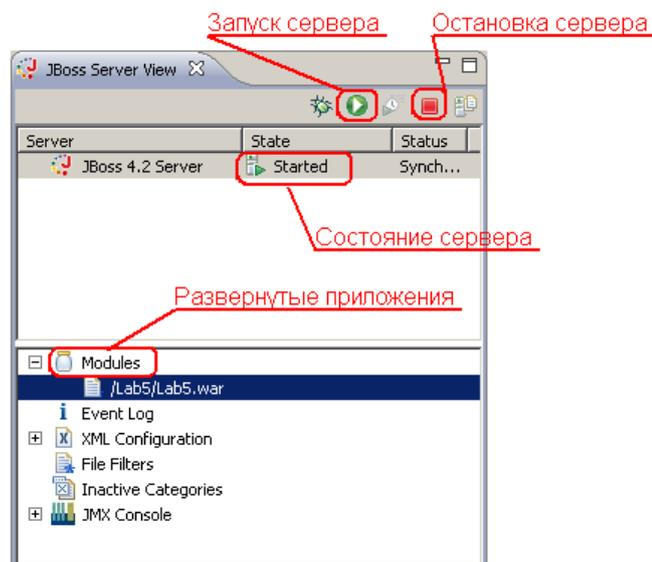 Запуск сервера
Остановка сервера
JBoss Server View
Server State Status
JBoss 4.2 Server Started Synch...
Состояние сервера
Развернутые приложения
Modules
/Lab5/Lab5.war
Event Log
XML Configuration
File Filters
Inactive Categories
JMX Console